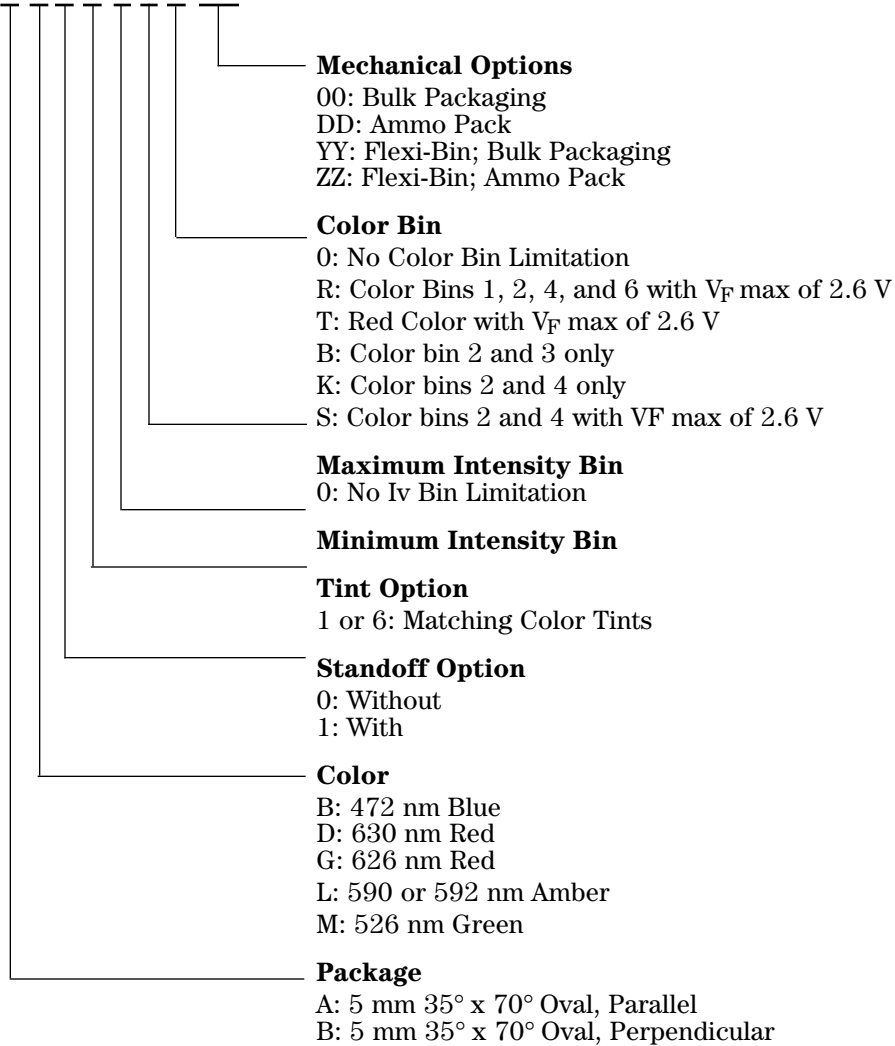 Mechanical Options
00: Bulk Packaging
DD: Ammo Pack
YY: Flexi-Bin; Bulk Packaging
ZZ: Flexi-Bin; Ammo Pack
Color Bin
0: No Color Bin Limitation
R: Color Bins 1, 2, 4, and 6 with VF max of 2.6 V
T: Red Color with VF max of 2.6 V
B: Color bin 2 and 3 only
K: Color bins 2 and 4 only
S: Color bins 2 and 4 with VF max of 2.6 V
Maximum Intensity Bin
0: No Iv Bin Limitation
Minimum Intensity Bin
Tint Option
1 or 6: Matching Color Tints
Standoff Option
0: Without
1: With
Color
B: 472 nm Blue
D: 630 nm Red
G: 626 nm Red
L: 590 or 592 nm Amber
M: 526 nm Green
Package
A: 5 mm 35° x 70° Oval, Parallel
B: 5 mm 35° x 70° Oval, Perpendicular